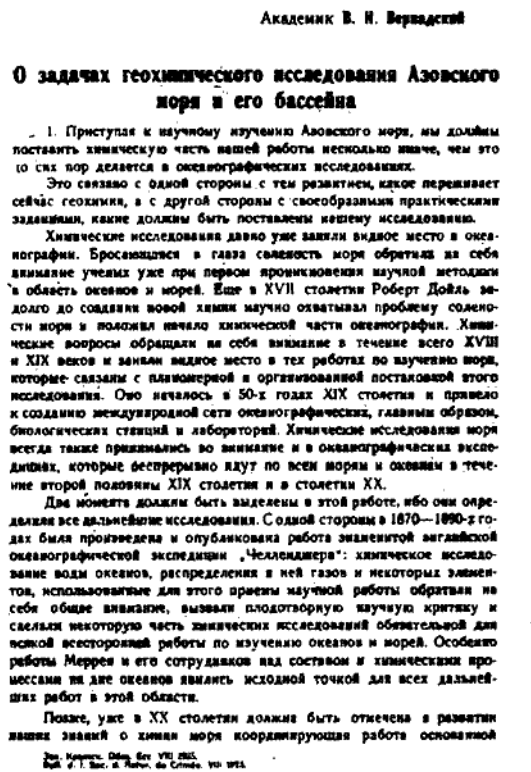 Академик В. И. Вернадский
О задачах геохимического исследования Азовского
моря и его бассейна
1. Приступая к научному изучению Азовского моря, мы должны
поставить химическую часть нашей работы несколько иначе, чем это
до сих пор делается в океанографических исследованиях.
Это связано с одной стороны с тем развитием, какое переживает
сейчас геохимия, а с другой стороны с своеобразными практическими
заданиями, какие должны быть поставлены нашему исследованию.
Химические исследования давно уже заняли видное место в океа-
нографии. Бросающаяся в глаза соленость моря обратила на себя
внимание ученых уже при первом проникновении научной методики
в область океанов и морей. Еще в XVII столетии Роберт Дойль за-
долго до создания новой химии научно охватывал проблему солено-
сти моря и положил начало химической части океанографии. Хими-
ческие вопросы обращали на себя внимание в течение всего XVIII
и XIX веков и заняли видное место в тех работах по изучению моря,
которые связаны с планомерной и организованной постановкой этого
исследования. Оно началось в 50-х годах XIX столетия и привело
к созданию международной сети океанографических, главным образом,
биологических станций и лабораторий. Химические исследования моря
всегда также принимались во внимание и в океанографических экспе-
дициях, которые беспрерывно идут по всем морям и океанам в тече-
ние второй половины XIX столетия и в столетии XX.
Два момента должны быть выделены в этой работе, ибо они опре-
делили все дальнейшие исследования. С одной стороны в 1870—1890-х го-
дах была произведена и опубликована работа знаменитой английской
океанографической экспедиции „Челленджера“: химическое исследо-
вание воды океанов, распределения в ней газов и некоторых элемен-
тов, использованные для этого приемы научной работы обратили на
себя общее внимание, вызвали плодотворную научную критику и
сделали некоторую часть химических исследований обязательной для
всякой всесторонней работы по изучению океанов и морей. Особенно
работы Меррея и его сотрудников над составом и химическими про-
цессами на дне океанов явились исходной точкой для всех дальней-
ших работ в этой области.
Позже, уже в XX столетии должна быть отмечена в развитии
наших знаний о химии моря координирующая работа основанной